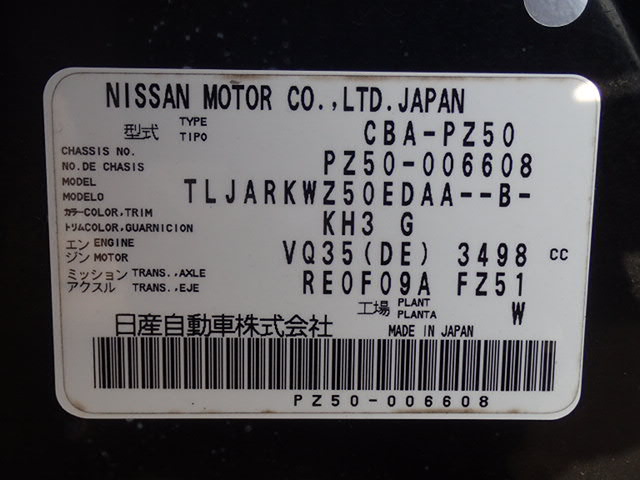 NISSAN MOTOR CO.,LTD.JAPAN
型式 TYPE TIPO CBA-PZ50
CHASSIS NO.
NO.DE CHASIS PZ50-006608
MODEL
MODELO TLJARKWZ50EDAA--B-
カラーCOLOR,TRIM
トリムCOLOR,GUARNICION KH3 G
エンジン ENGINE MOTOR VQ35(DE) 3498 cc
ミッション TRANS.,AXLE
アクスル TRANS.,EJE RE0F09A FZ51
工場 PLANT PLANTA W
日産自動車株式会社 MADE IN JAPAN
PZ50-006608